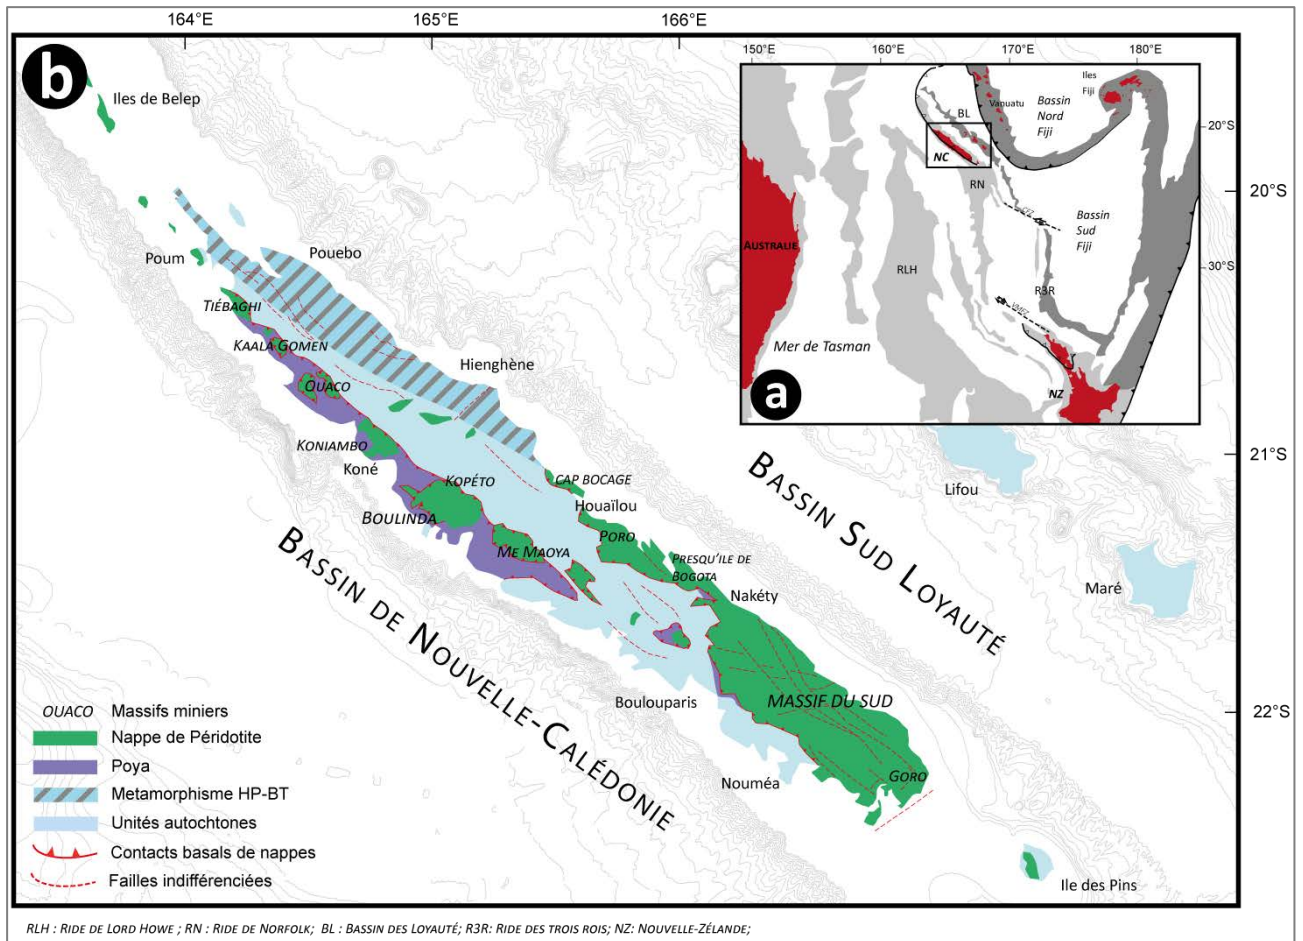 164°E
165°E
166°E
b
Iles de Belep
Poum
Pouebo
TIÉBAGHI
KAALA GOMEN
Hienghène
OUACO
KONIAMBO
Koné
KOPÉTO
CAP BOCAGE
Houaïlou
BOULINDA
PORO
ME MAOYA
PRESQU'ILE DE
BOGOTA
Nakéty
Boulouparis
MASSIF DU SUD
Nouméa
GORO
Ile des Pins
Lifou
Maré
BASSIN SUD LOYAUTÉ
BASSIN DE NOUVELLE-CALÉDONIE
20°S
21°S
22°S
150°E
160°E
170°E
180°E
20°S
30°S
Iles
Fiji
Vanuatu
Bassin
Nord
Fiji
BL
NC
RN
CFZ
Bassin
Sud
Fiji
AUSTRALIE
RLH
R3R
VMFZ
Mer de Tasman
NZ
a
OUACO Massifs miniers
Nappe de Péridotite
Poya
Metamorphisme HP-BT
Unités autochtones
Contacts basals de nappes
Failles indifférenciées
RLH : RIDE DE LORD HOWE ; RN : RIDE DE NORFOLK; BL : BASSIN DES LOYAUTÉ; R3R: RIDE DES TROIS ROIS; NZ: NOUVELLE-ZÉLANDE;